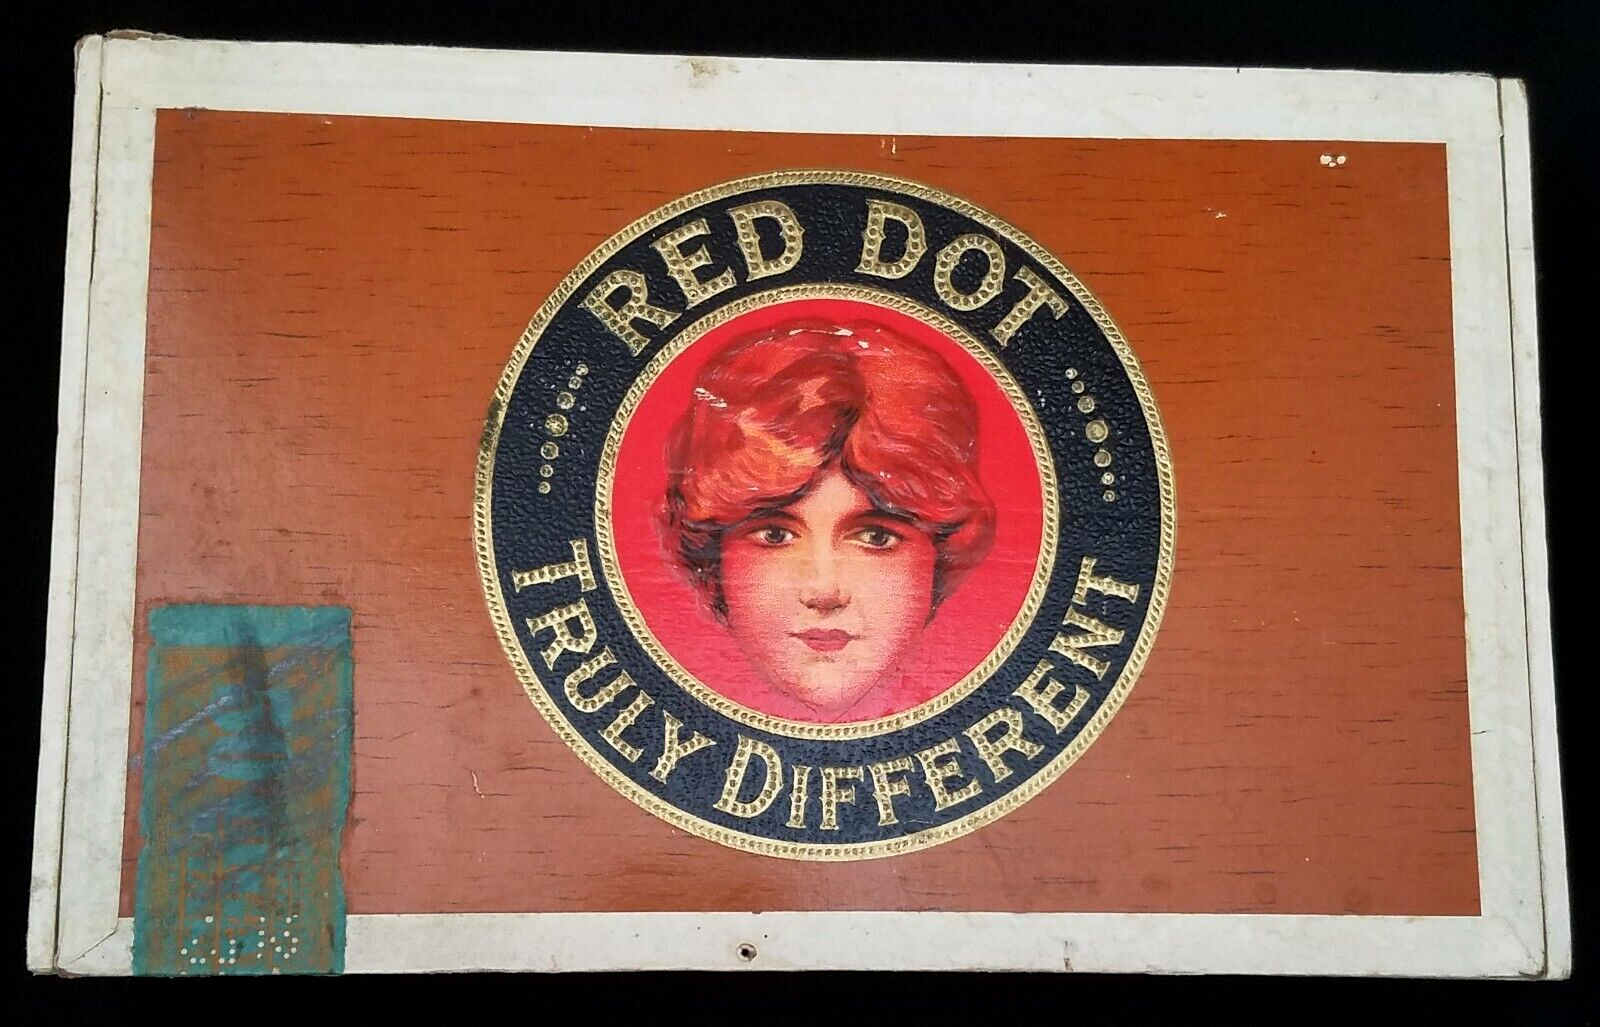 RED DOT
TRULY DIFFERENT